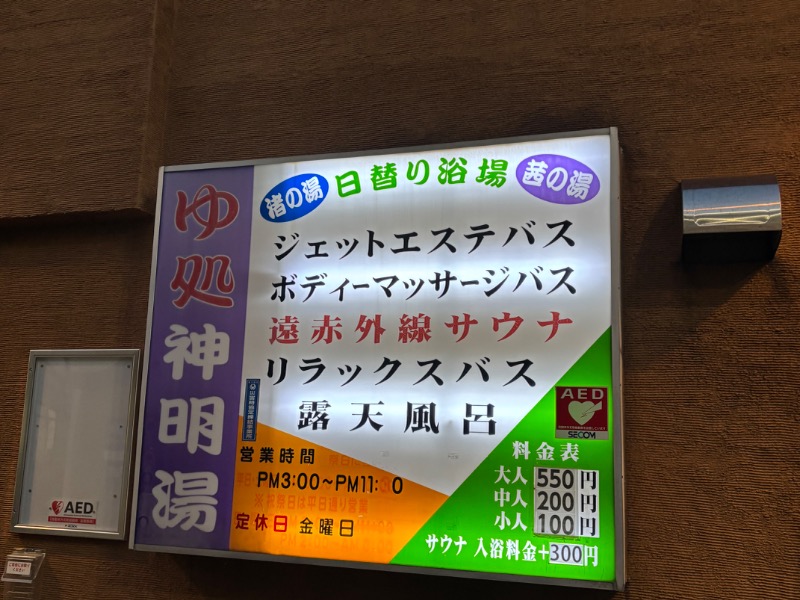 ゆ処
神明湯
渚の湯 日替り浴場 茜の湯
ジェットエステバス
ボディーマッサージバス
遠赤外線サウナ
リラックスバス
露天風呂
営業時間
PM3:00~PM11:30
定休日 金曜日
AED
SECOM
料金表
大人 550円
中人 200円
小人 100円
サウナ 入浴料金+300円
AED